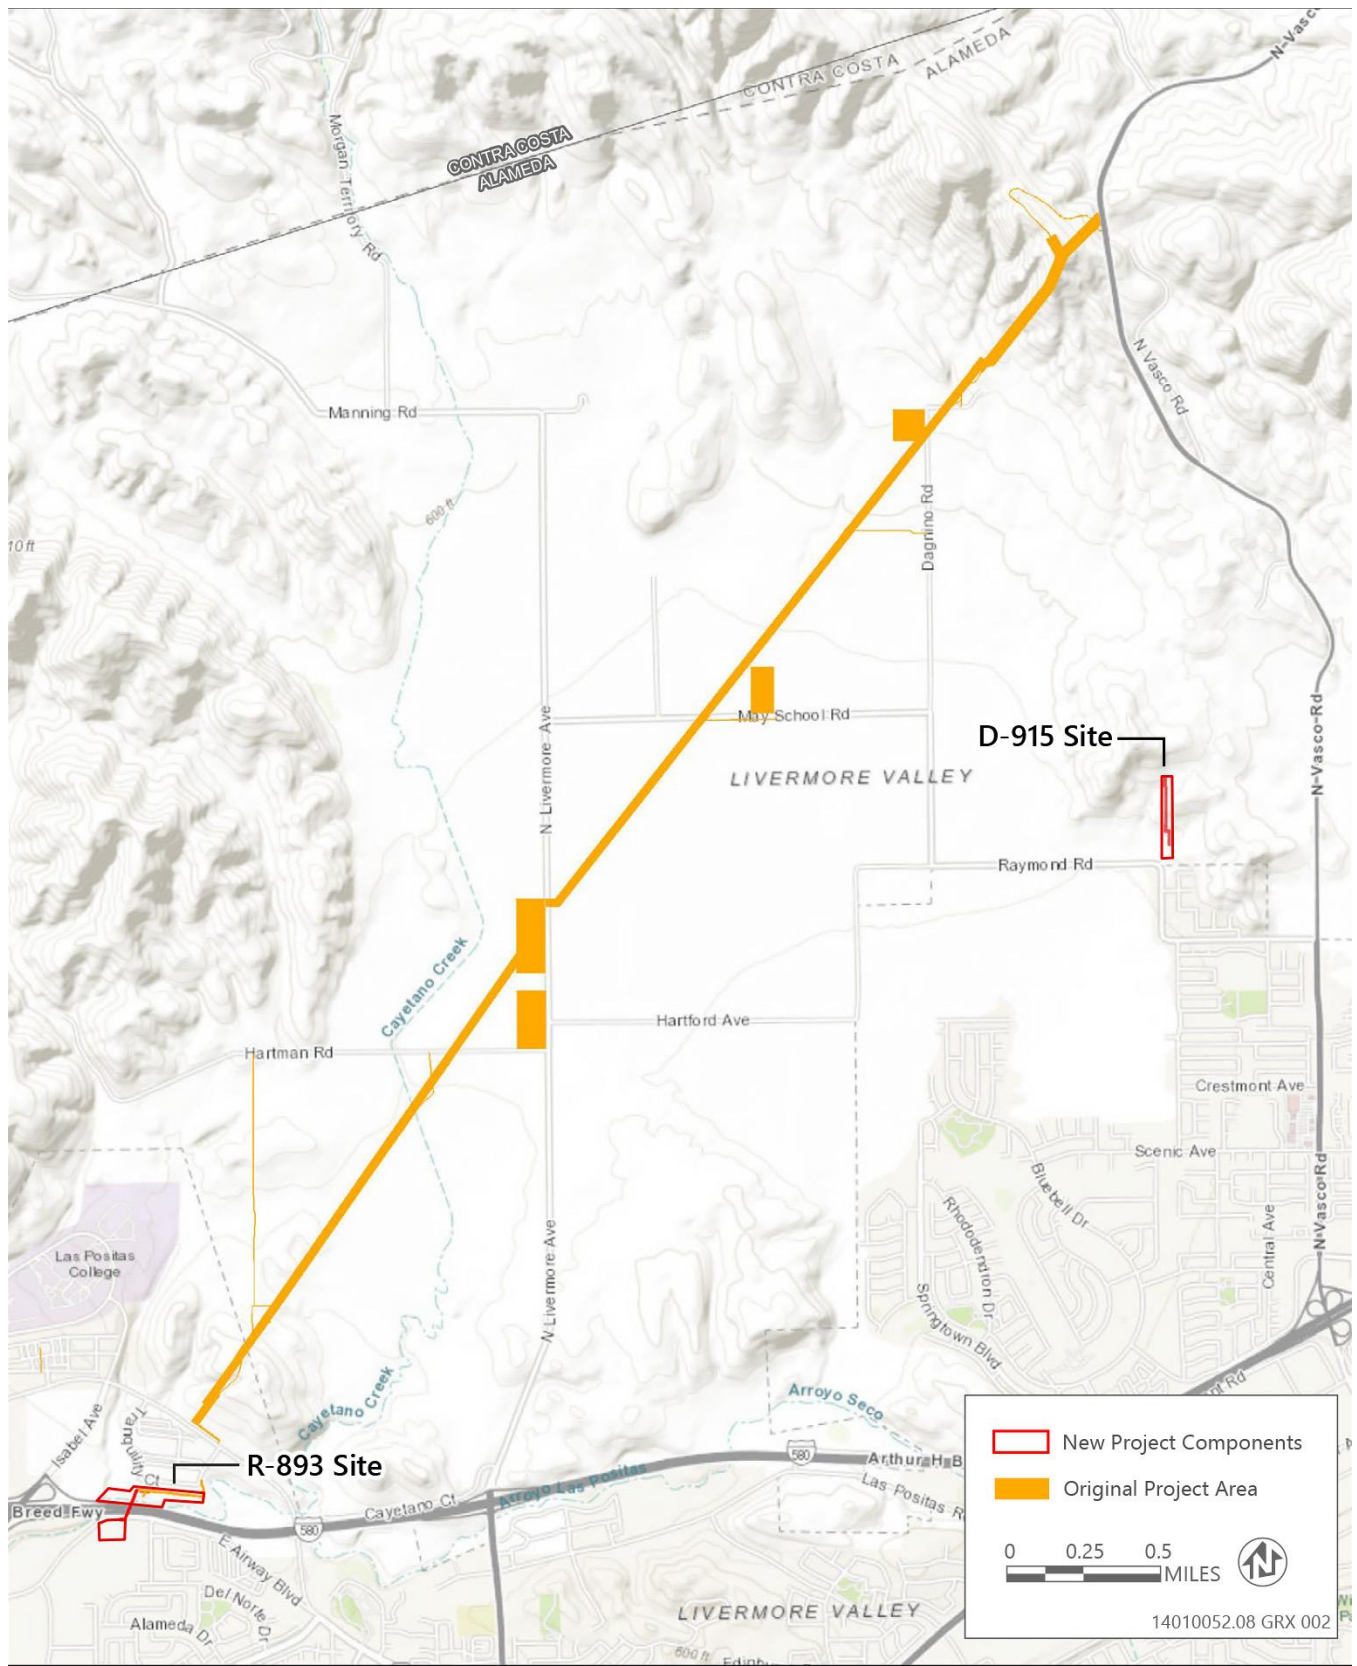 N-Vasco
CONTRA COSTA
ALAMEDA
CONTRA COSTA
ALAMEDA
Morgan Territory Rd
N Vasco Rd
Manning Rd
600 ft
Dagnino Rd
10 ft
N Livermore Ave
May School Rd
D-915 Site
LIVERMORE VALLEY
N-Vasco-Rd
Raymond Rd
Cayetano Creek
Hartford Ave
Hartman Rd
Crestmont Ave
Scenic Ave
Bluebell Dr
N-Vasco-Rd
Rhododendron Dr
Central Ave
Las Positas
College
N Livermore Ave
Springtown Blvd
Cayetano Creek
Arroyo Seco
Isabel Ave
Tranquility Ct
R-893 Site
580
Arthur H B
Las Positas R
Arroyo Las Positas
Cayetano Ct
Breed Fwy
580
E Airway Blvd
Del Norte Dr
Alameda Dr
LIVERMORE VALLEY
600 ft
New Project Components
Original Project Area
0 0.25 0.5
MILES
N
14010052.08 GRX 002